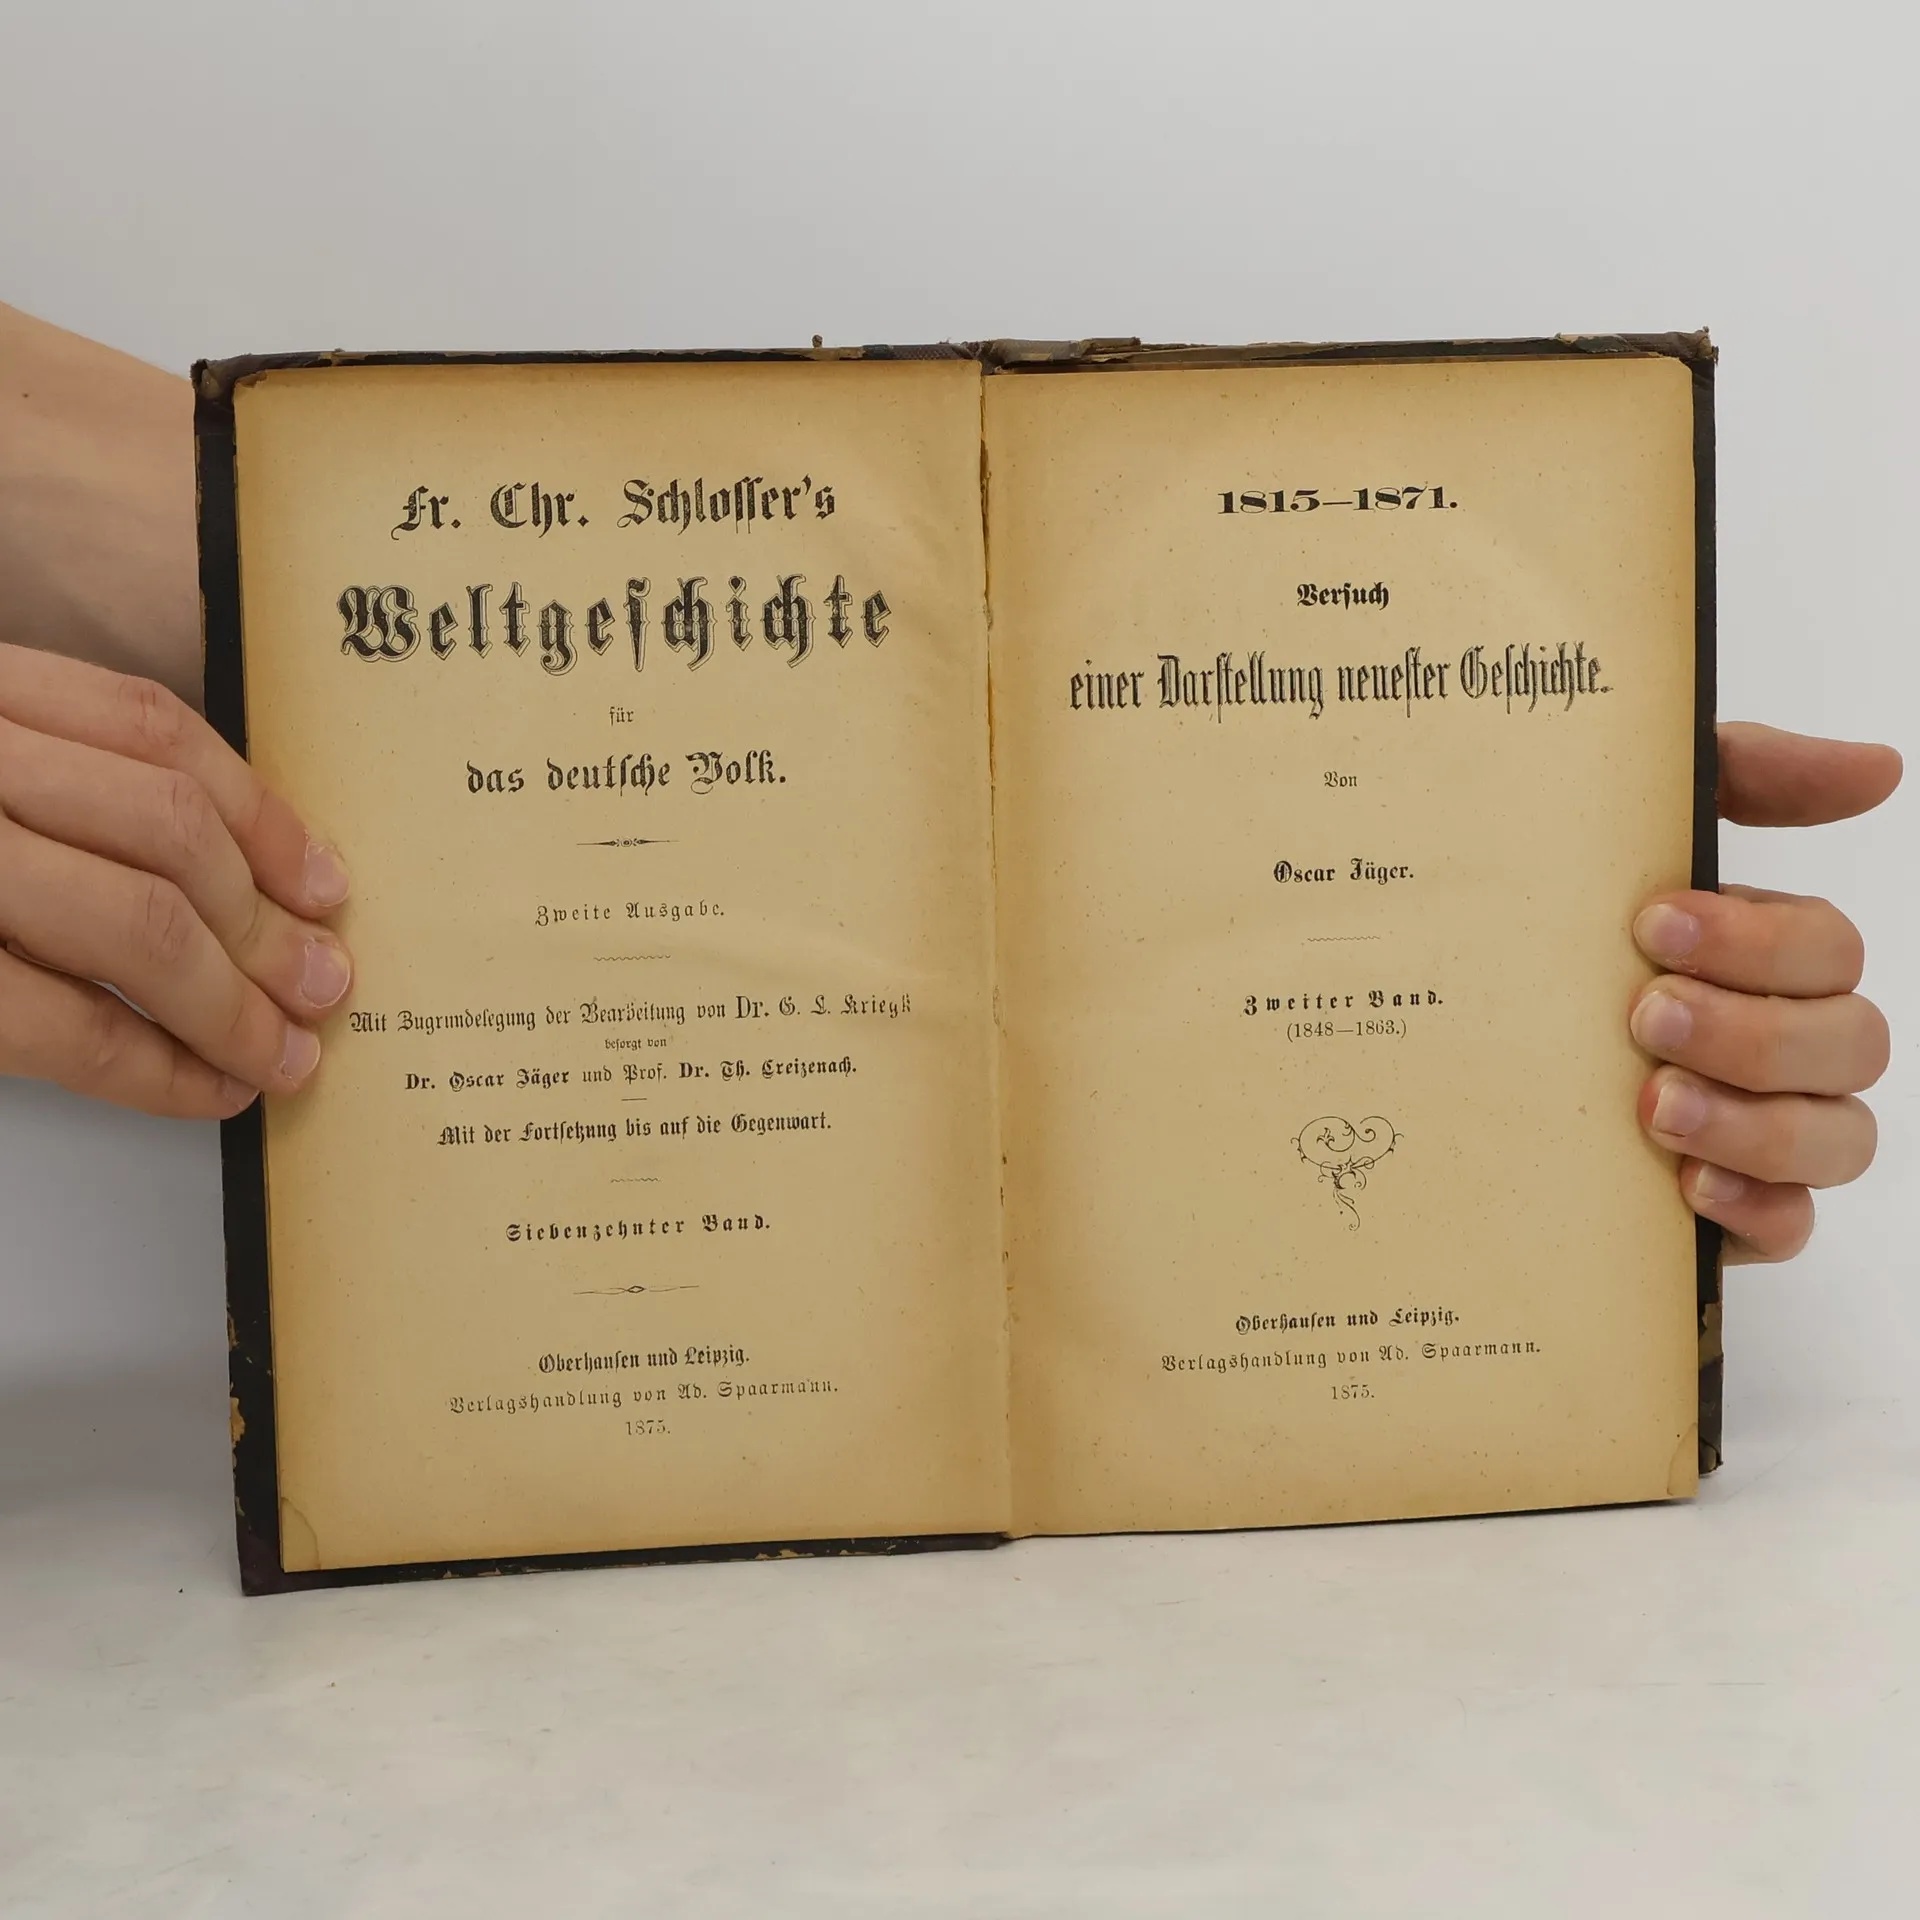 Fr. Chr. Schloſſer's
Weltgeſchichte
für
das deutſche Volk.
Zweite Ausgabe.
Mit Zugrundelegung der Bearbeitung von Dr. G. L. Kriegk
beſorgt von
Dr. Oscar Jäger und Prof. Dr. Th. Creizenach.
Mit der Fortſetzung bis auf die Gegenwart.
Siebenzehnter Band.
Oberhauſen und Leipzig.
Verlagshandlung von Ad. Spaarmann.
1875.
1815—1871.
Verſuch
einer Darſtellung neueſter Geſchichte.
Von
Oscar Jäger.
Zweiter Band.
(1848—1863.)
Oberhauſen und Leipzig.
Verlagshandlung von Ad. Spaarmann.
1875.